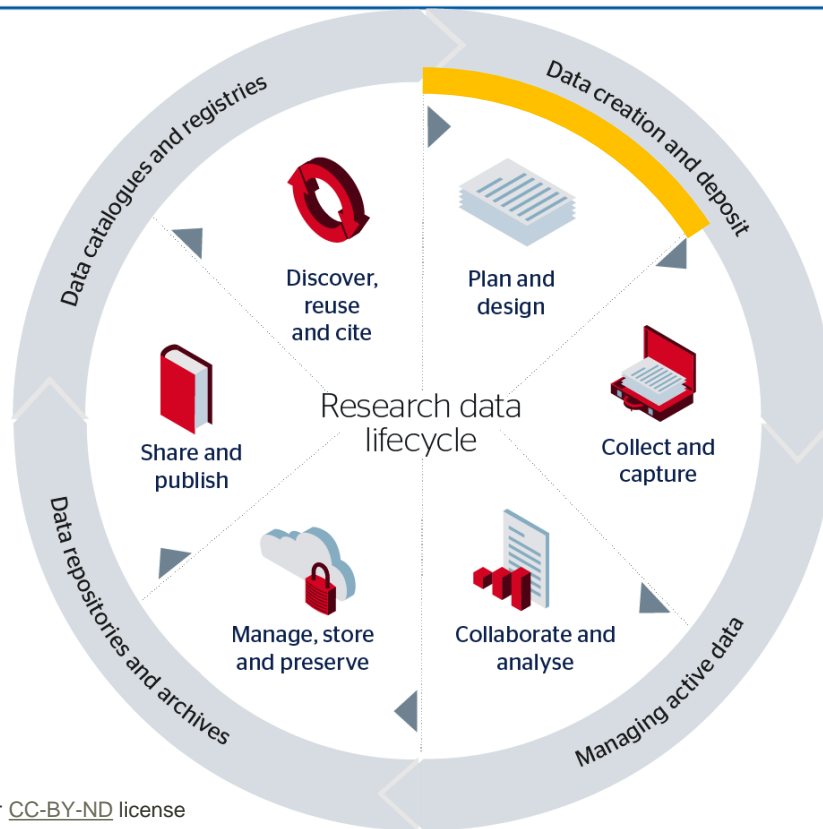 Data creation and deposit
Data catalogues and registries
Discover,
reuse
and cite
Plan and
design
Research data
lifecycle
Share and
publish
Collect and
capture
Data repositories and archives
Manage, store
and preserve
Collaborate and
analyse
Managing active data
CC-BY-ND license